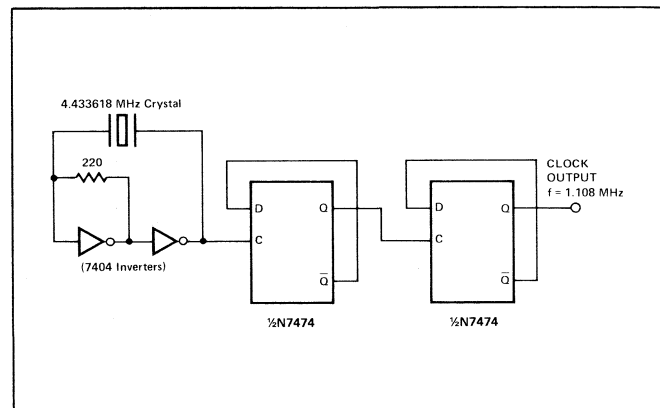 4.433618 MHz Crystal
220
(7404 Inverters)
D
Q
C
Q̅
½N7474
D
Q
C
Q̅
½N7474
CLOCK
OUTPUT
f = 1.108 MHz